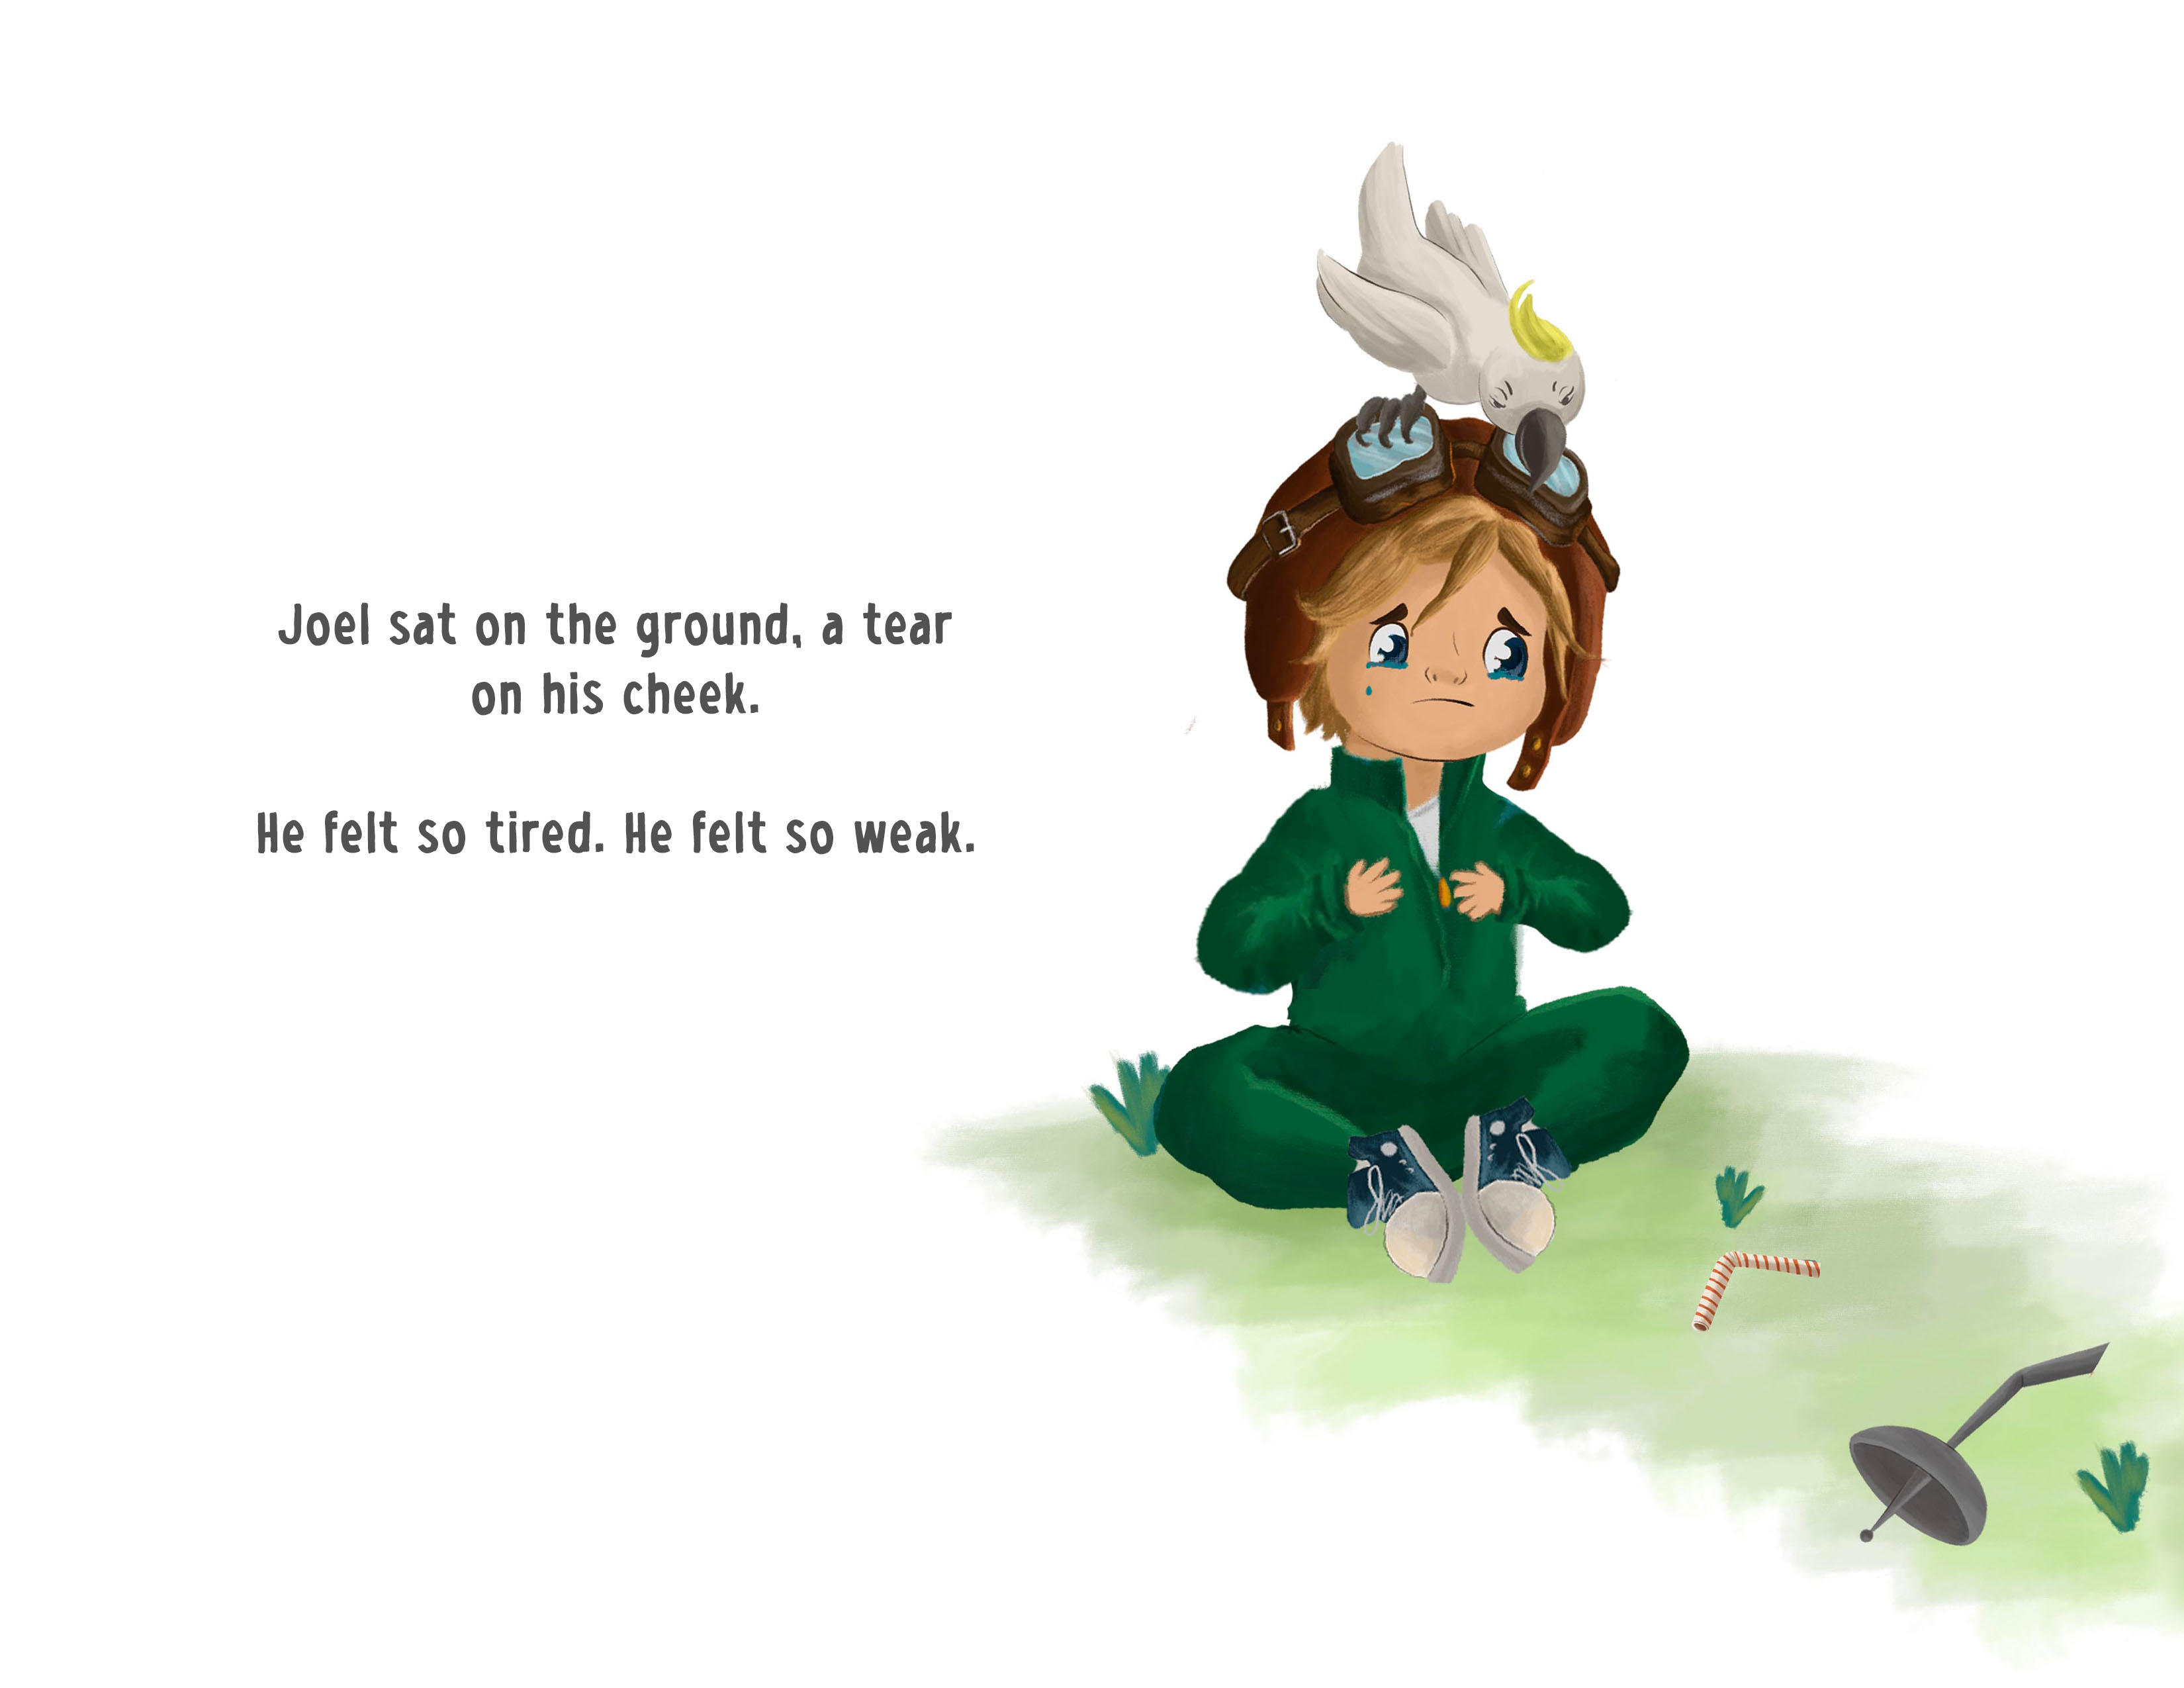 Joel sat on the ground, a tear
on his cheek.
He felt so tired. He felt so weak.